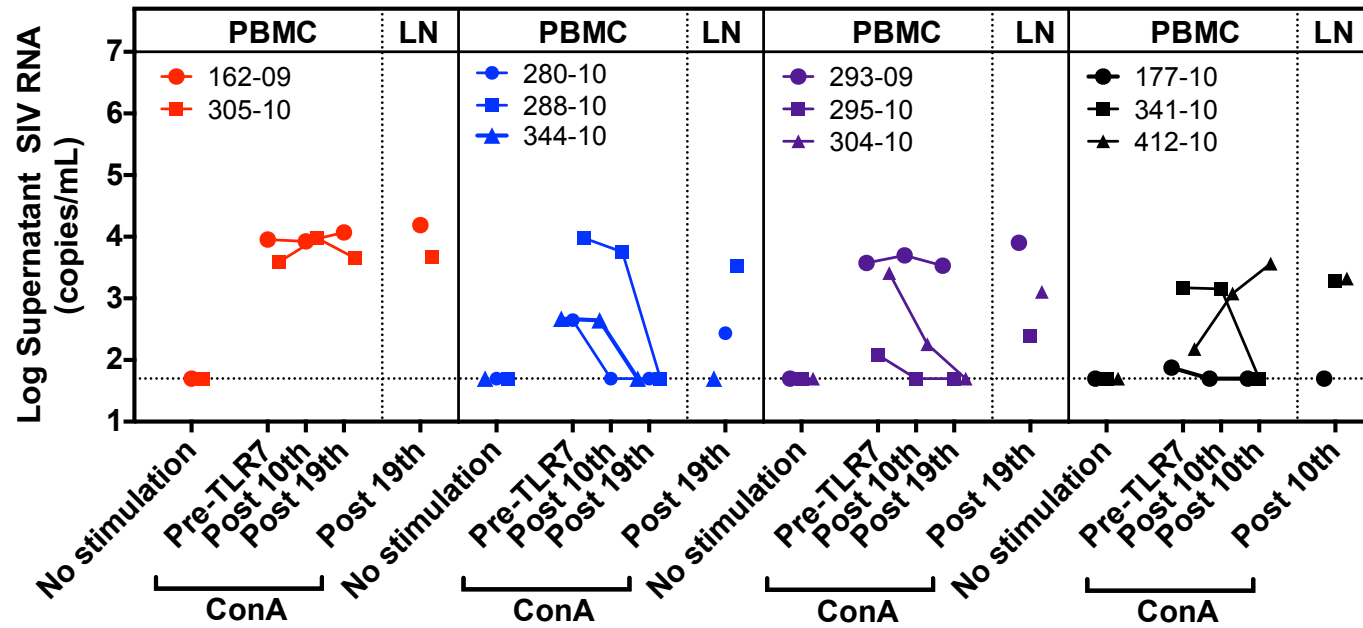 PBMC LN PBMC LN PBMC LN PBMC LN
Log Supernatant SIV RNA
(copies/mL)
7
6
5
4
3
2
1
162-09
305-10
280-10
288-10
344-10
293-09
295-10
304-10
177-10
341-10
412-10
No stimulation
Pre-TLR7
Post 10th
Post 19th
Post 19th
No stimulation
Pre-TLR7
Post 10th
Post 19th
Post 19th
No stimulation
Pre-TLR7
Post 10th
Post 19th
Post 19th
No stimulation
Pre-TLR7
Post 10th
Post 10th
Post 10th
ConA ConA ConA ConA